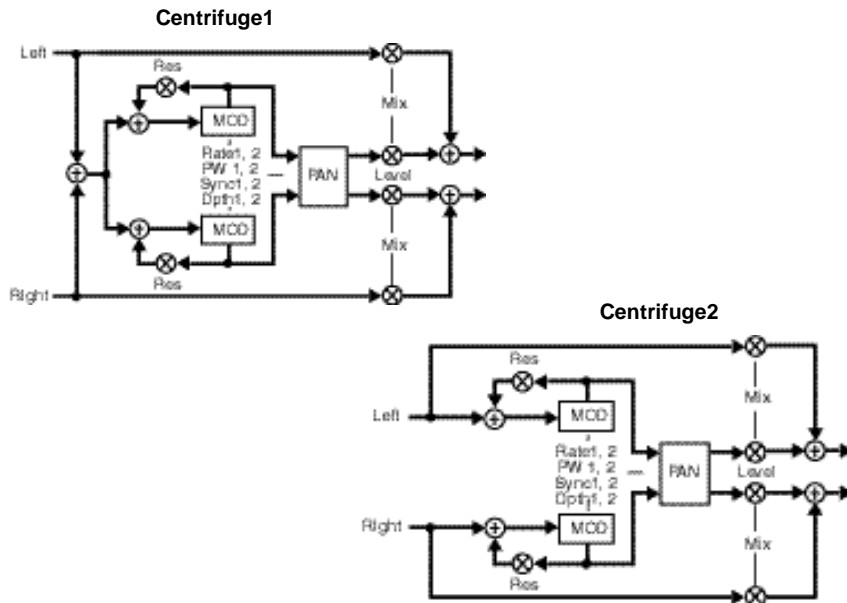 Centrifuge1
Left
Res
MOD
Mix
Rate1, 2
PW 1, 2
Sync1, 2
Dpth1, 2
PAN
Level
MOD
Mix
Res
Right
Centrifuge2
Res
Left
MOD
Mix
Rate1, 2
PW 1, 2
Sync1, 2
Dpth1, 2
PAN
Level
Right
MOD
Mix
Res